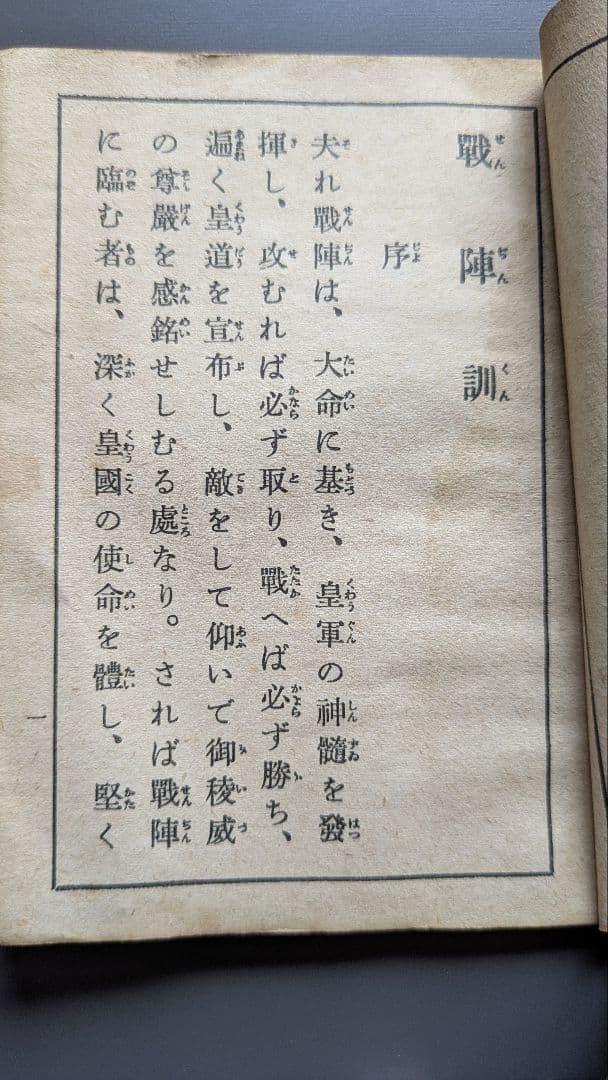 戰陣訓
序
夫れ戰陣は、大命に基き、皇軍の神髓を發
揮し、攻むれば必ず取り、戰へば必ず勝ち、
遍く皇道を宣布し、敵をして仰いで御稜威
の尊嚴を感銘せしむる處なり。されば戰陣
に臨む者は、深く皇國の使命を體し、堅く
一